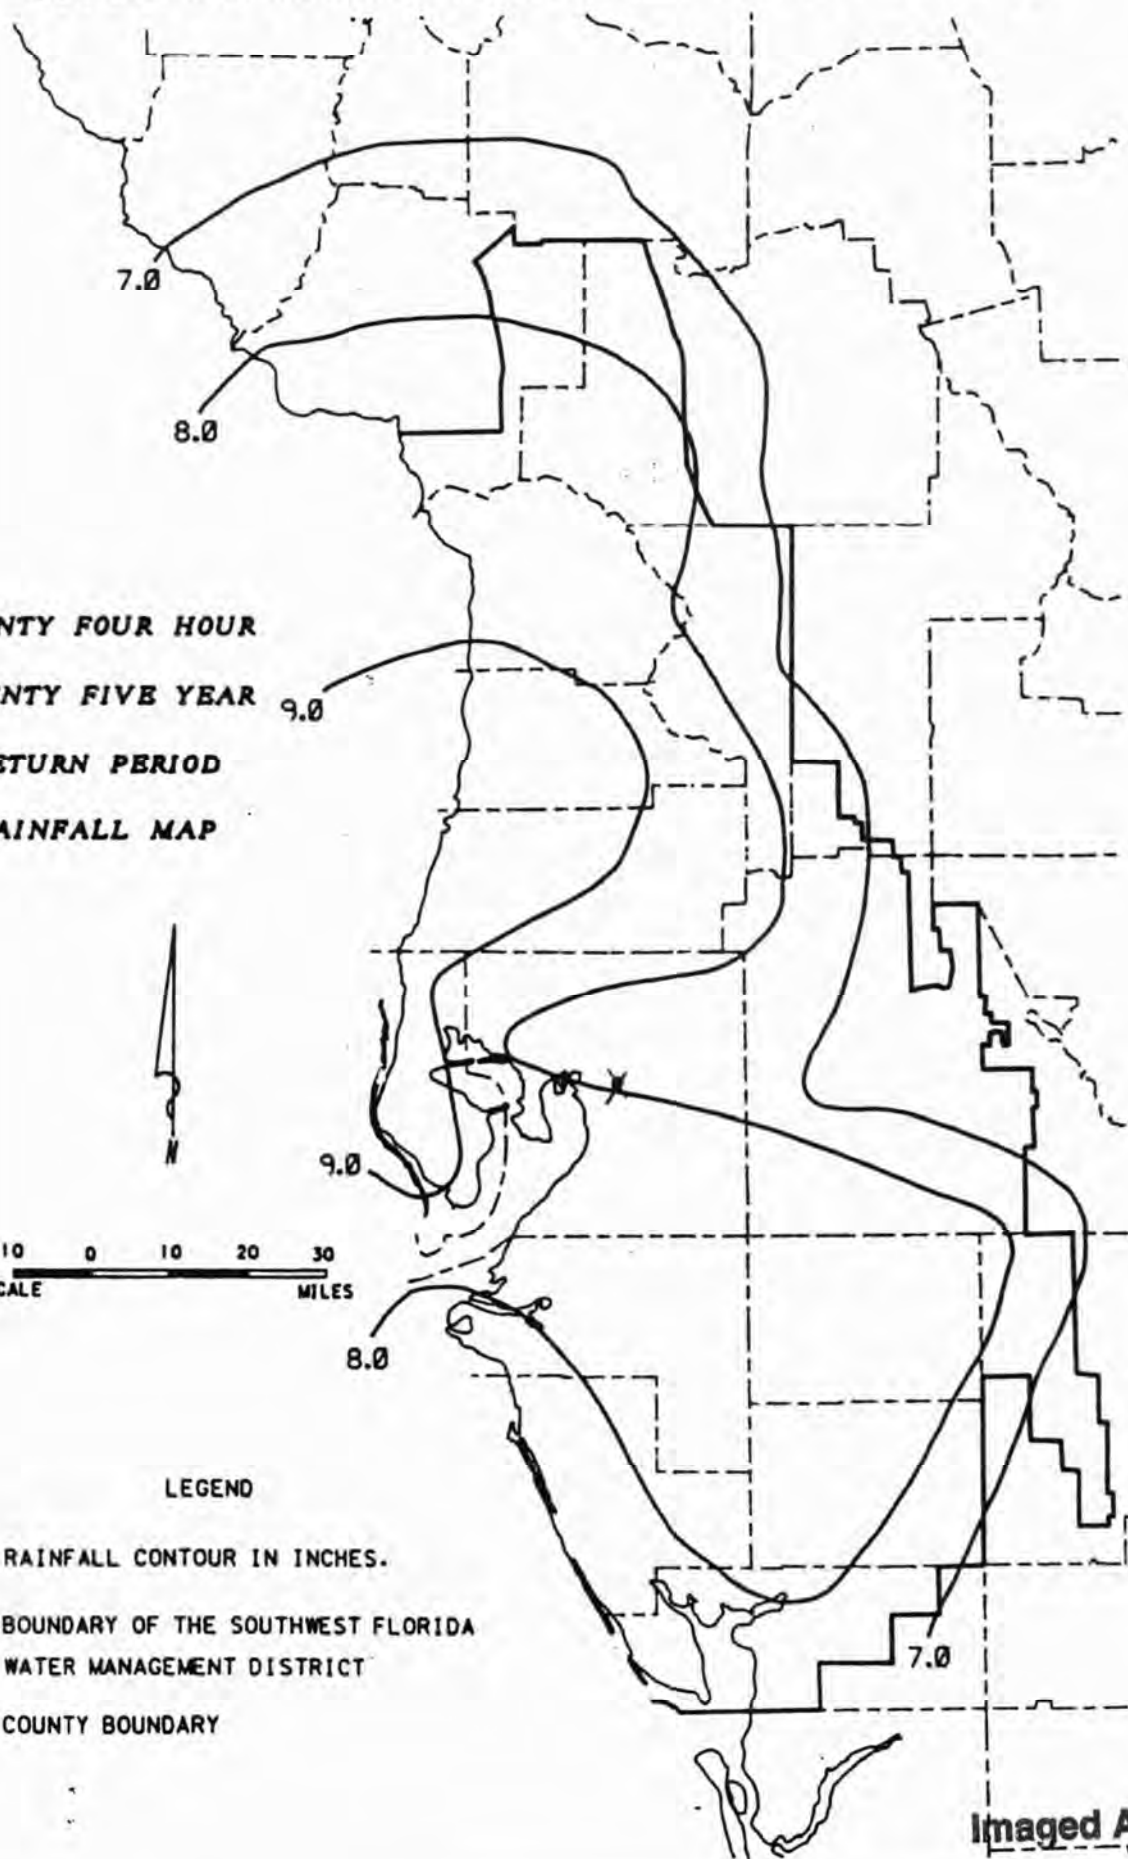 7.0
8.0
NTY FOUR HOUR
NTY FIVE YEAR
9.0
ETURN PERIOD
AINFALL MAP
N
9.0
10 0 10 20 30
CALE MILES
8.0
LEGEND
RAINFALL CONTOUR IN INCHES.
BOUNDARY OF THE SOUTHWEST FLORIDA
WATER MANAGEMENT DISTRICT
7.0
COUNTY BOUNDARY
Imaged A